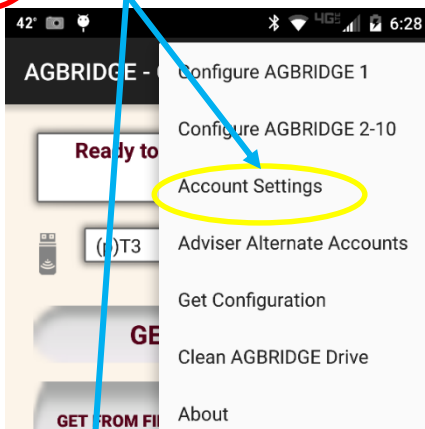 42° 4GE 6:28
AGBRIDGE - Configure AGBRIDGE 1
Configure AGBRIDGE 2-10
Ready to
Account Settings
(p)T3 Adviser Alternate Accounts
Get Configuration
GE
Clean AGBRIDGE Drive
GET FROM FI About